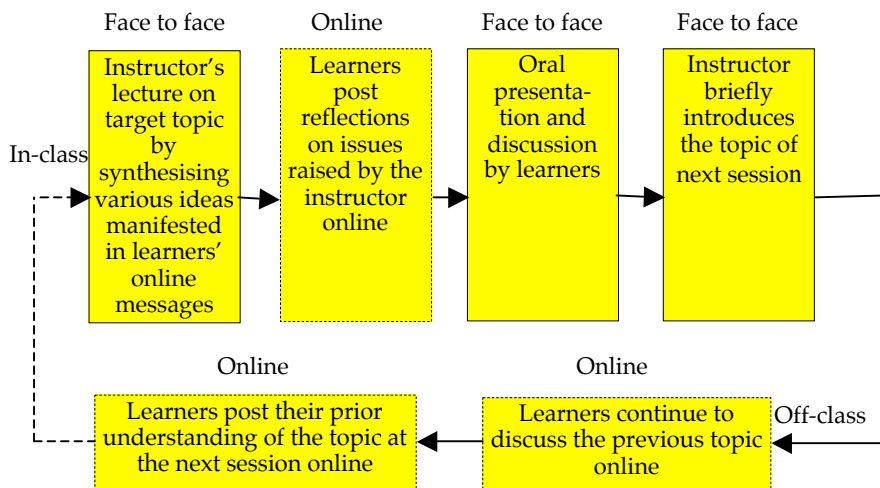 Face to face
Online
Face to face
Face to face
In-class
Instructor's
lecture on
target topic
by
synthesising
various ideas
manifested
in learners'
online
messages
Learners
post
reflections
on issues
raised by the
instructor
online
Oral
presenta-
tion and
discussion
by learners
Instructor
briefly
introduces
the topic of
next session
Online
Online
Learners post their prior
understanding of the topic at
the next session online
Learners continue to
discuss the previous topic
online
Off-class